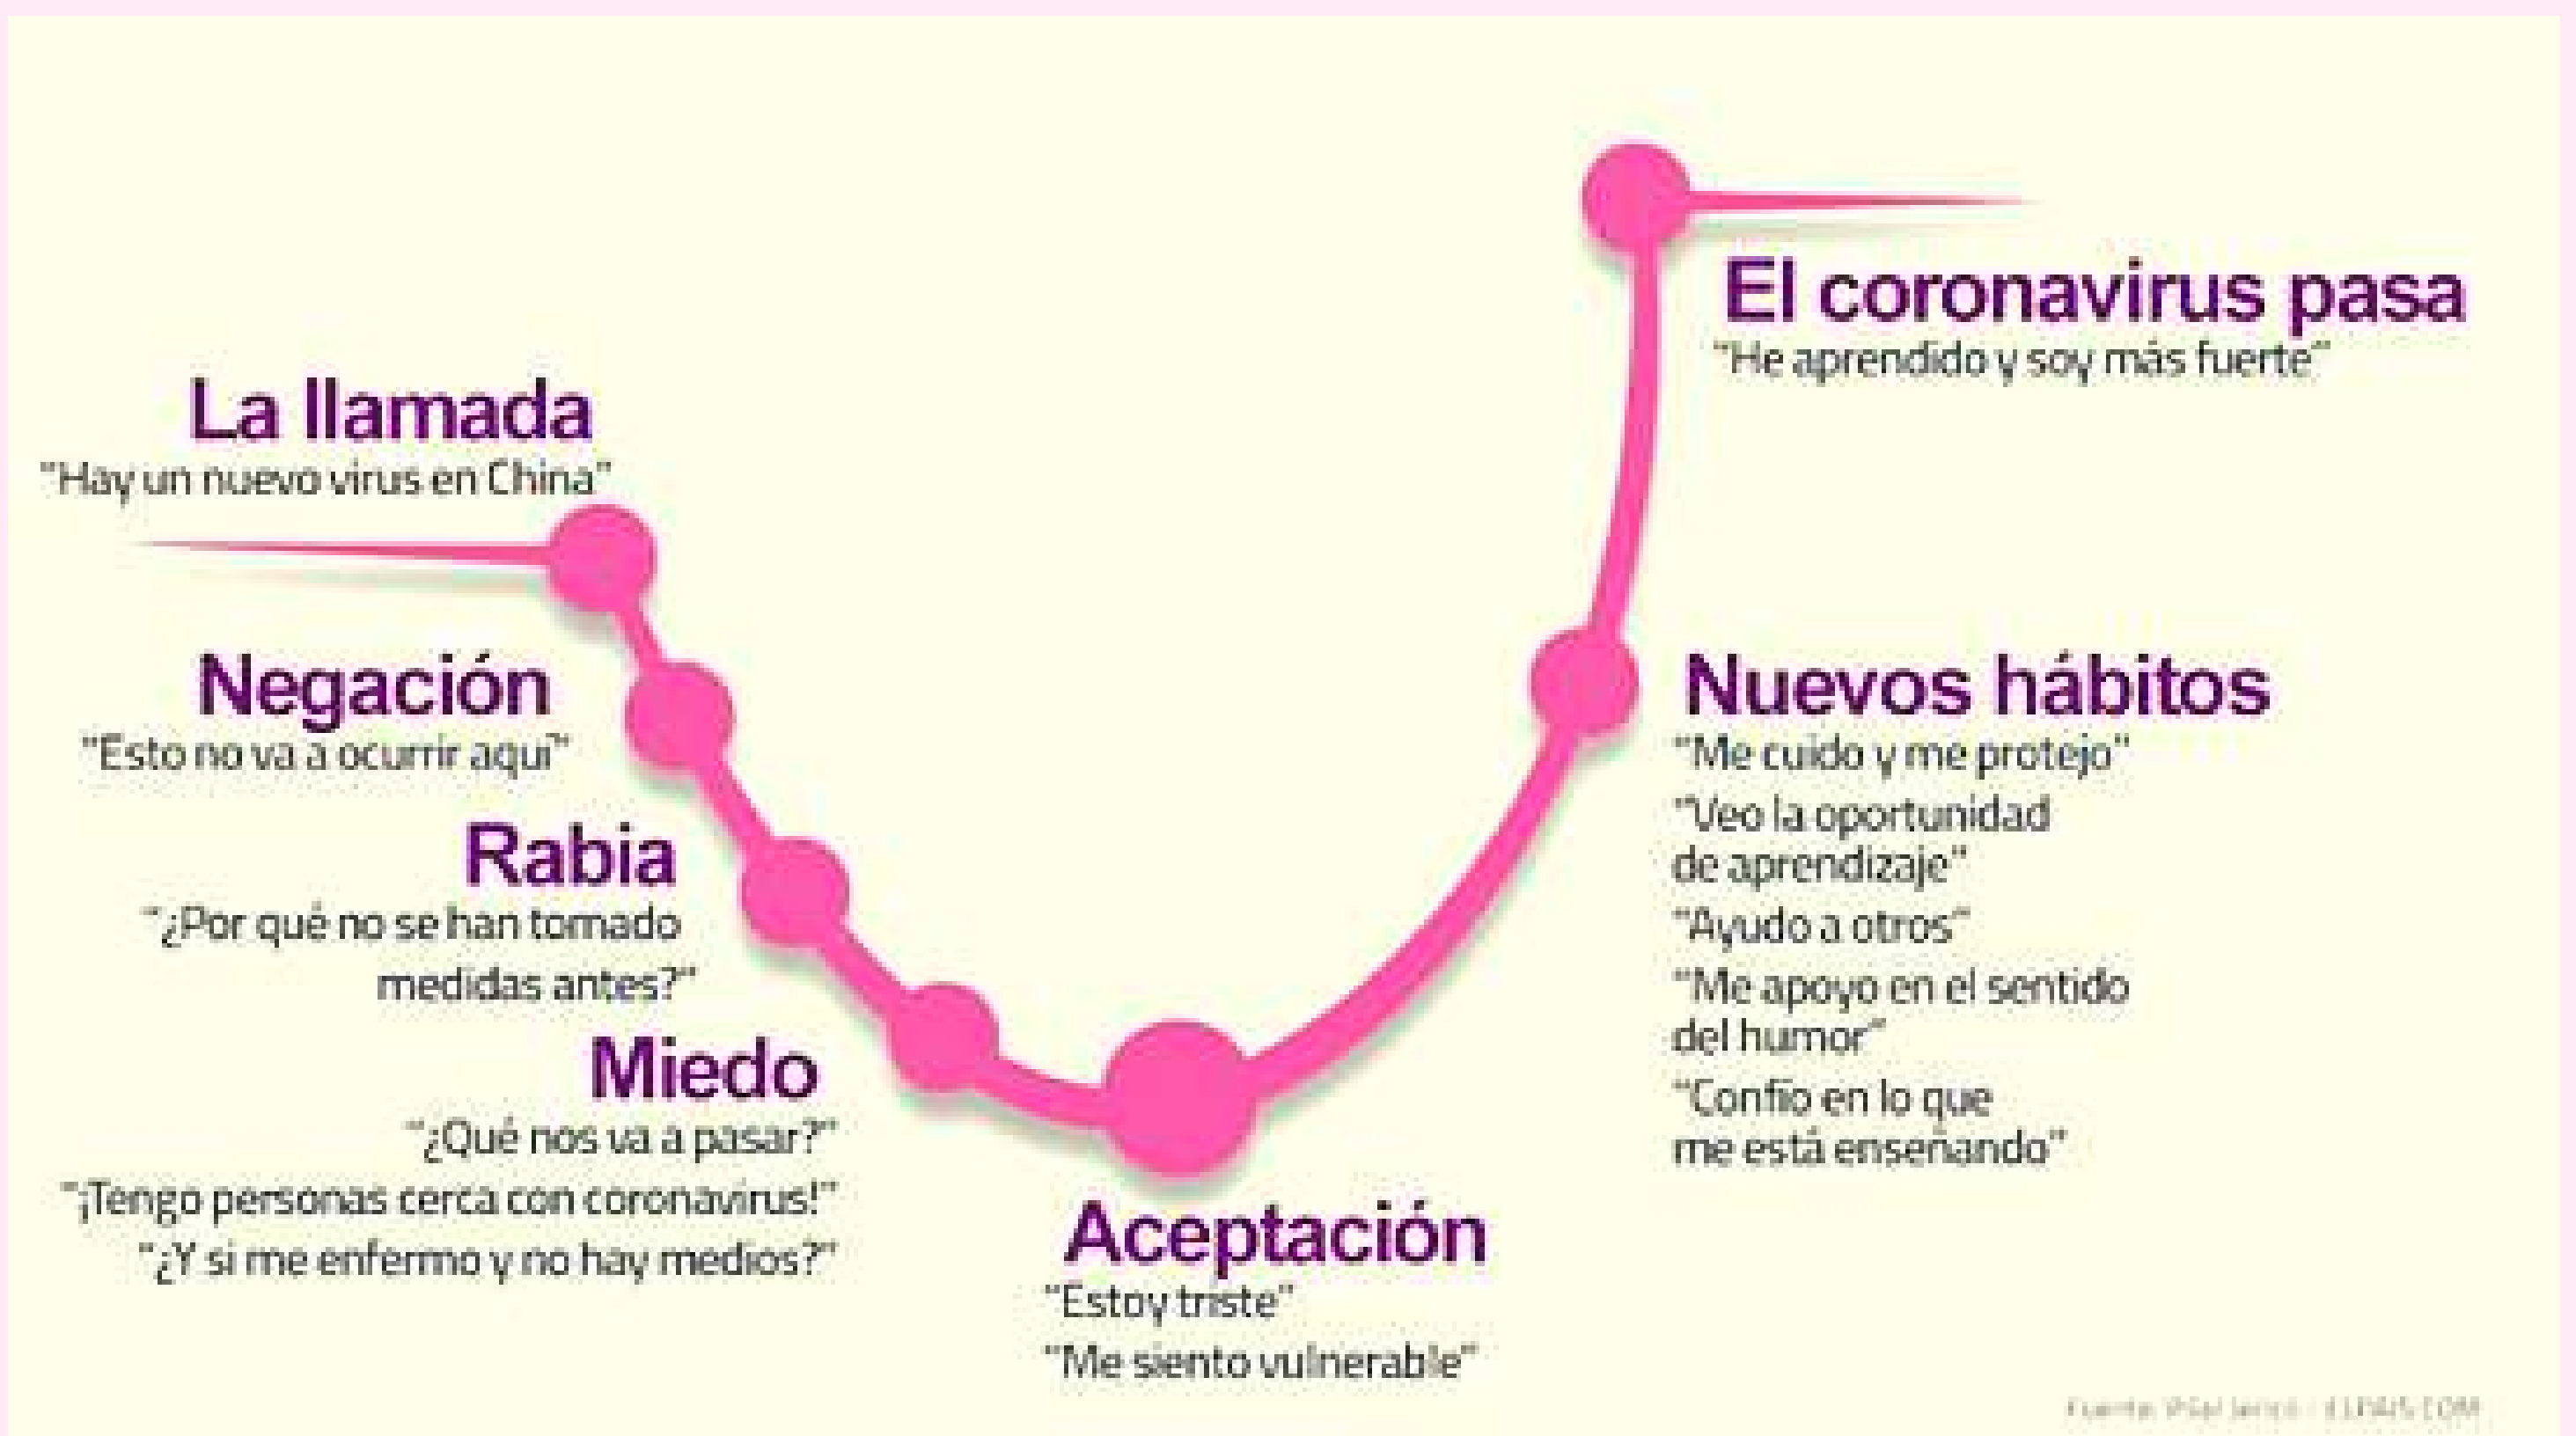 La llamada
"Hay un nuevo virus en China"
Negación
"Esto no va a ocurrir aquí"
Rabia
"¿Por qué no se han tomado
medidas antes?"
Miedo
"¿Qué nos va a pasar?"
"¡Tengo personas cerca con coronavirus!"
"¿Y si me enfermo y no hay medios?"
Aceptación
"Estoy triste"
"Me siento vulnerable"
El coronavirus pasa
"He aprendido y soy más fuerte"
Nuevos hábitos
"Me cuido y me protejo"
"Veo la oportunidad
de aprendizaje"
"Ayudo a otros"
"Me apoyo en el sentido
del humor"
"Confío en lo que
me está enseñando"
Fuente